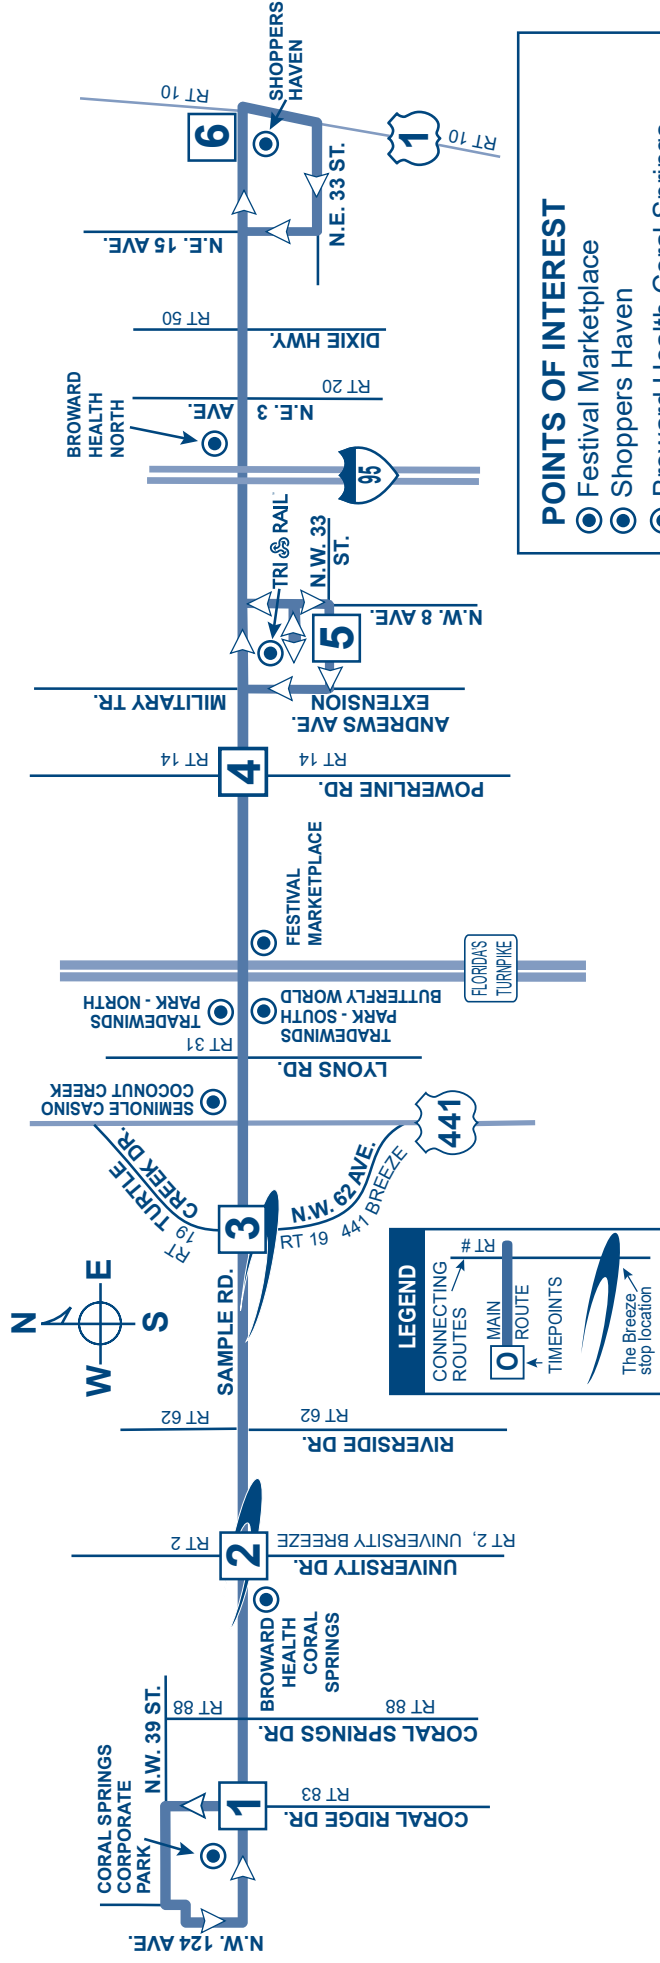 CORAL SPRINGS
CORPORATE
PARK
N.W. 39 ST.
N.W. 124 AVE.
1
CORAL RIDGE DR.
RT 83
RT 88
RT 88
CORAL SPRINGS DR.
BROWARD
HEALTH
CORAL
SPRINGS
RT 2
2
UNIVERSITY DR.
RT 2, UNIVERSITY BREEZE
RT 62
RT 62
RIVERSIDE DR.
N
W
E
S
SAMPLE RD.
3
TURTLE
CREEK DR.
RT
19
N.W. 62 AVE.
RT 19
441 BREEZE
441
SEMINOLE CASINO
COCONUT CREEK
RT 31
LYONS RD.
TRADEWINDS
PARK - NORTH
TRADEWINDS
PARK - SOUTH
BUTTERFLY WORLD
FLORIDA'S
TURNPIKE
FESTIVAL
MARKETPLACE
RT 14
4
RT 14
POWERLINE RD.
MILITARY TR.
ANDREWS AVE.
EXTENSION
5
TRI RAIL
N.W. 33
ST.
N.W. 8 AVE.
95
BROWARD
HEALTH
NORTH
N.E. 3 AVE.
RT 20
RT 50
DIXIE HWY.
N.E. 15 AVE.
N.E. 33 ST.
6
SHOPPERS
HAVEN
RT 10
1
RT 10
LEGEND
CONNECTING
ROUTES
RT #
O
MAIN
ROUTE
TIMEPOINTS
The Breeze
stop location
POINTS OF INTEREST
Festival Marketplace
Shoppers Haven
Broward Health Coral Springs